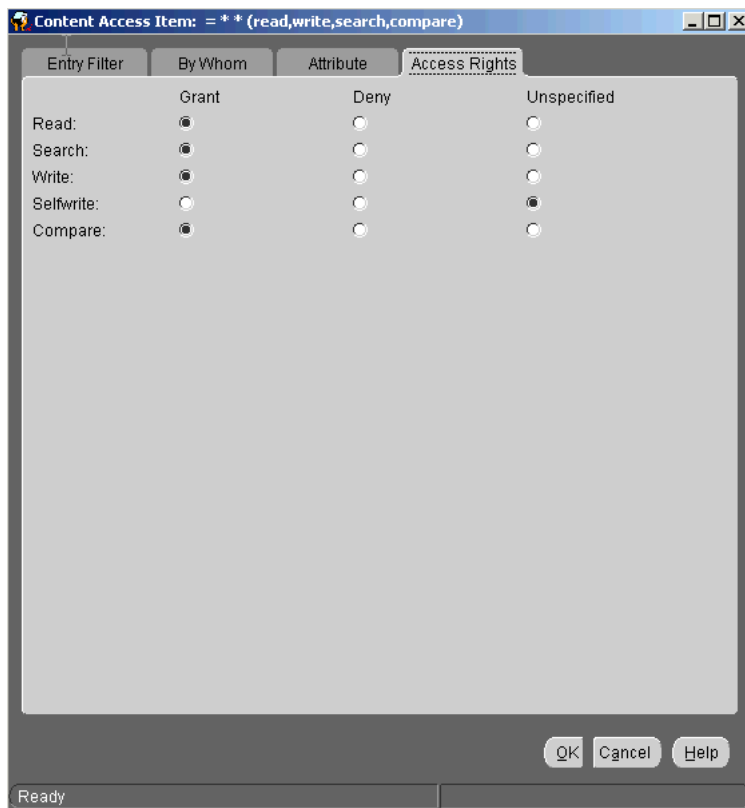 Content Access Item: = * * (read,write,search,compare)
Entry Filter By Whom Attribute Access Rights
Grant Deny Unspecified
Read:
Search:
Write:
Selfwrite:
Compare:
OK Cancel Help
Ready